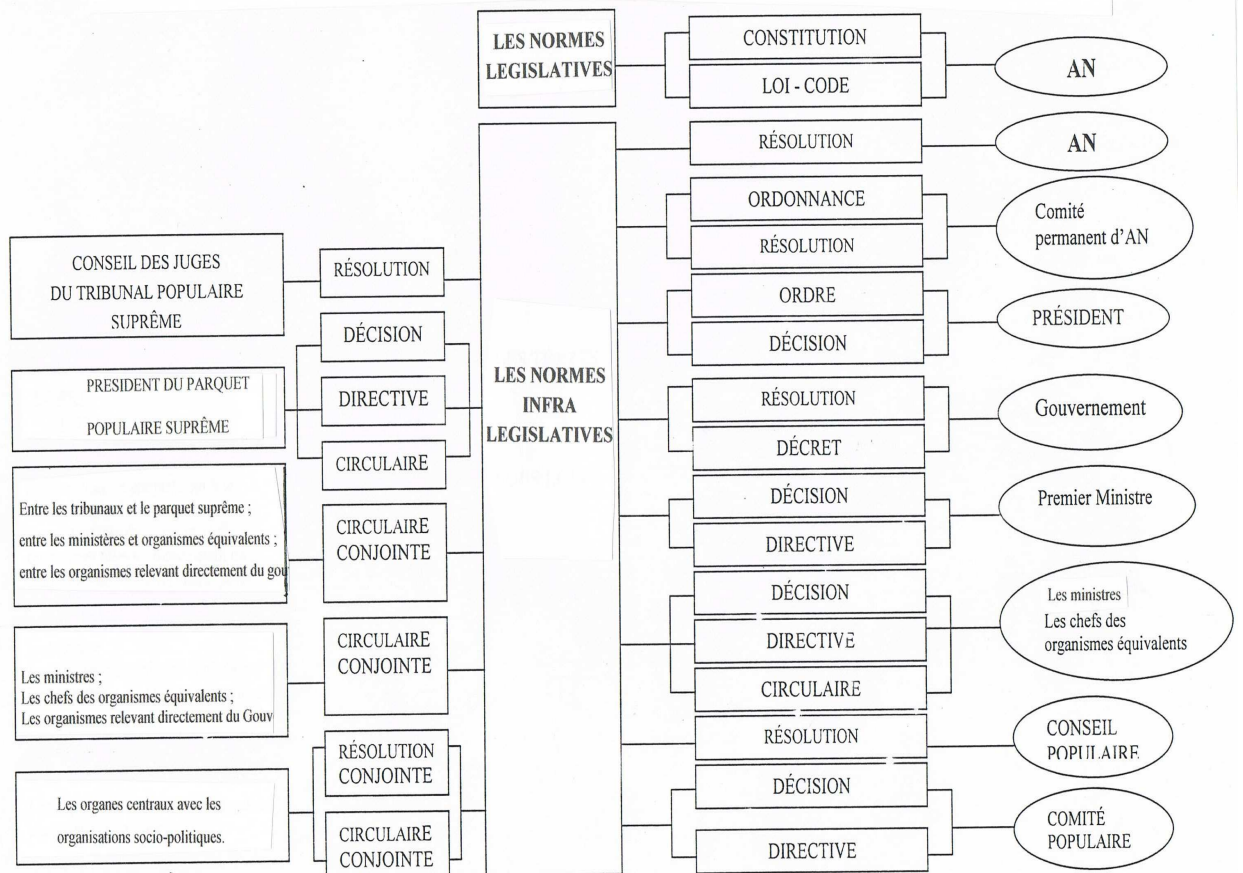 LES NORMES
LEGISLATIVES
CONSTITUTION
LOI - CODE
AN
RÉSOLUTION
AN
ORDONNANCE
RÉSOLUTION
Comité
permanent d'AN
ORDRE
DÉCISION
PRÉSIDENT
RÉSOLUTION
DÉCRET
Gouvernement
DÉCISION
DIRECTIVE
Premier Ministre
DÉCISION
DIRECTIVE
CIRCULAIRE
Les ministres
Les chefs des
organismes équivalents
RÉSOLUTION
CONSEIL
POPULAIRE
DÉCISION
DIRECTIVE
COMITÉ
POPULAIRE
LES NORMES
INFRA
LEGISLATIVES
CONSEIL DES JUGES
DU TRIBUNAL POPULAIRE
SUPRÊME
RÉSOLUTION
PRESIDENT DU PARQUET
POPULAIRE SUPRÊME
DÉCISION
DIRECTIVE
CIRCULAIRE
Entre les tribunaux et le parquet suprême ;
entre les ministères et organismes équivalents ;
entre les organismes relevant directement du gou
CIRCULAIRE
CONJOINTE
Les ministres ;
Les chefs des organismes équivalents ;
Les organismes relevant directement du Gouv
CIRCULAIRE
CONJOINTE
Les organes centraux avec les
organisations socio-politiques.
RÉSOLUTION
CONJOINTE
CIRCULAIRE
CONJOINTE